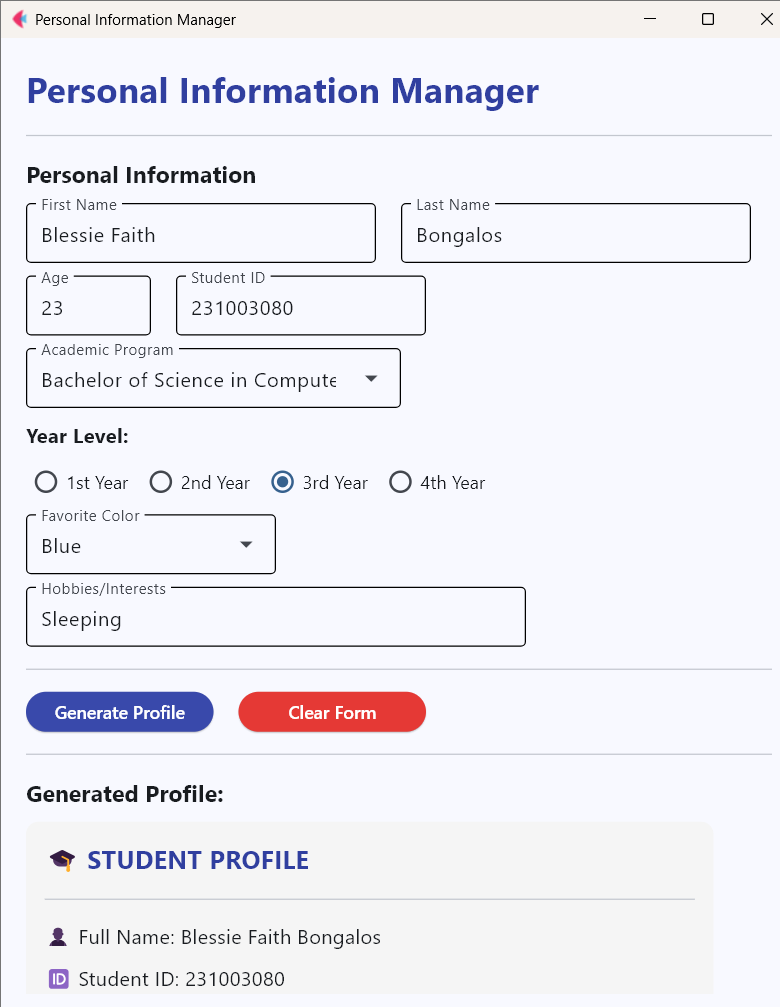 Personal Information Manager
Personal Information Manager
Personal Information
First Name Last Name
Blessie Faith Bongalos
Age Student ID
23 231003080
Academic Program
Bachelor of Science in Compute
Year Level:
1st Year 2nd Year 3rd Year 4th Year
Favorite Color
Blue
Hobbies/Interests
Sleeping
Generate Profile Clear Form
Generated Profile:
STUDENT PROFILE
Full Name: Blessie Faith Bongalos
ID Student ID: 231003080